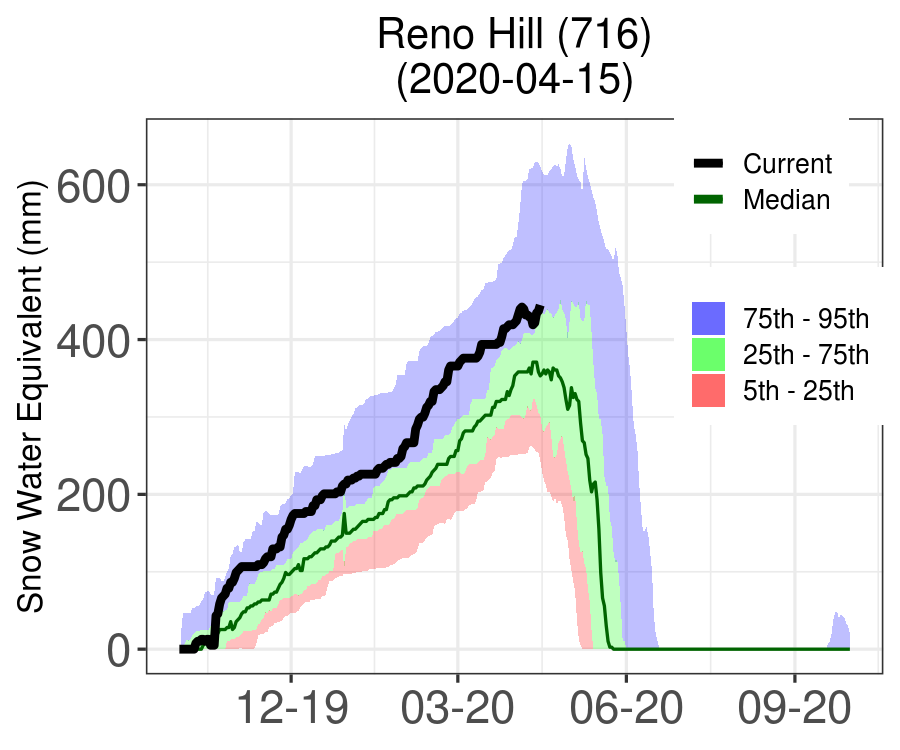 Reno Hill (716)
(2020-04-15)
Snow Water Equivalent (mm)
600
400
200
0
12-19
03-20
06-20
09-20
Current
Median
75th - 95th
25th - 75th
5th - 25th